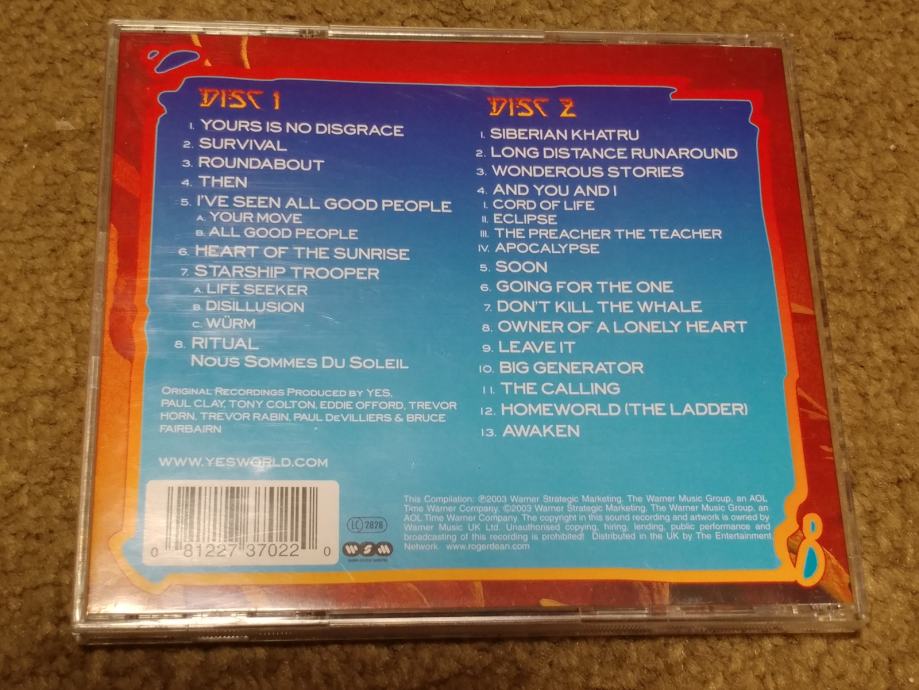 DISC 1
1. YOURS IS NO DISGRACE
2. SURVIVAL
3. ROUNDABOUT
4. THEN
5. I'VE SEEN ALL GOOD PEOPLE
A. YOUR MOVE
B. ALL GOOD PEOPLE
6. HEART OF THE SUNRISE
7. STARSHIP TROOPER
A. LIFE SEEKER
B. DISILLUSION
C. WÜRM
8. RITUAL
NOUS SOMMES DU SOLEIL
ORIGINAL RECORDINGS PRODUCED BY YES,
PAUL CLAY, TONY COLTON, EDDIE OFFORD, TREVOR
HORN, TREVOR RABIN, PAUL DEVILLIERS & BRUCE
FAIRBAIRN
WWW.YESWORLD.COM
0 81227 37022 0
DISC 2
1. SIBERIAN KHATRU
2. LONG DISTANCE RUNAROUND
3. WONDEROUS STORIES
4. AND YOU AND I
I. CORD OF LIFE
II. ECLIPSE
III. THE PREACHER THE TEACHER
IV. APOCALYPSE
5. SOON
6. GOING FOR THE ONE
7. DON'T KILL THE WHALE
8. OWNER OF A LONELY HEART
9. LEAVE IT
10. BIG GENERATOR
11. THE CALLING
12. HOMEWORLD (THE LADDER)
13. AWAKEN
LC 7828
WSM
This Compilation: ℗2003 Warner Strategic Marketing. The Warner Music Group, an AOL
Time Warner Company. ©2003 Warner Strategic Marketing. The Warner Music Group, an
AOL Time Warner Company. The copyright in this sound recording and artwork is owned by
Warner Music UK Ltd. Unauthorised copying, hiring, lending, public performance and
broadcasting of this recording is prohibited! Distributed in the UK by The Entertainment
Network. www.rogerdean.com